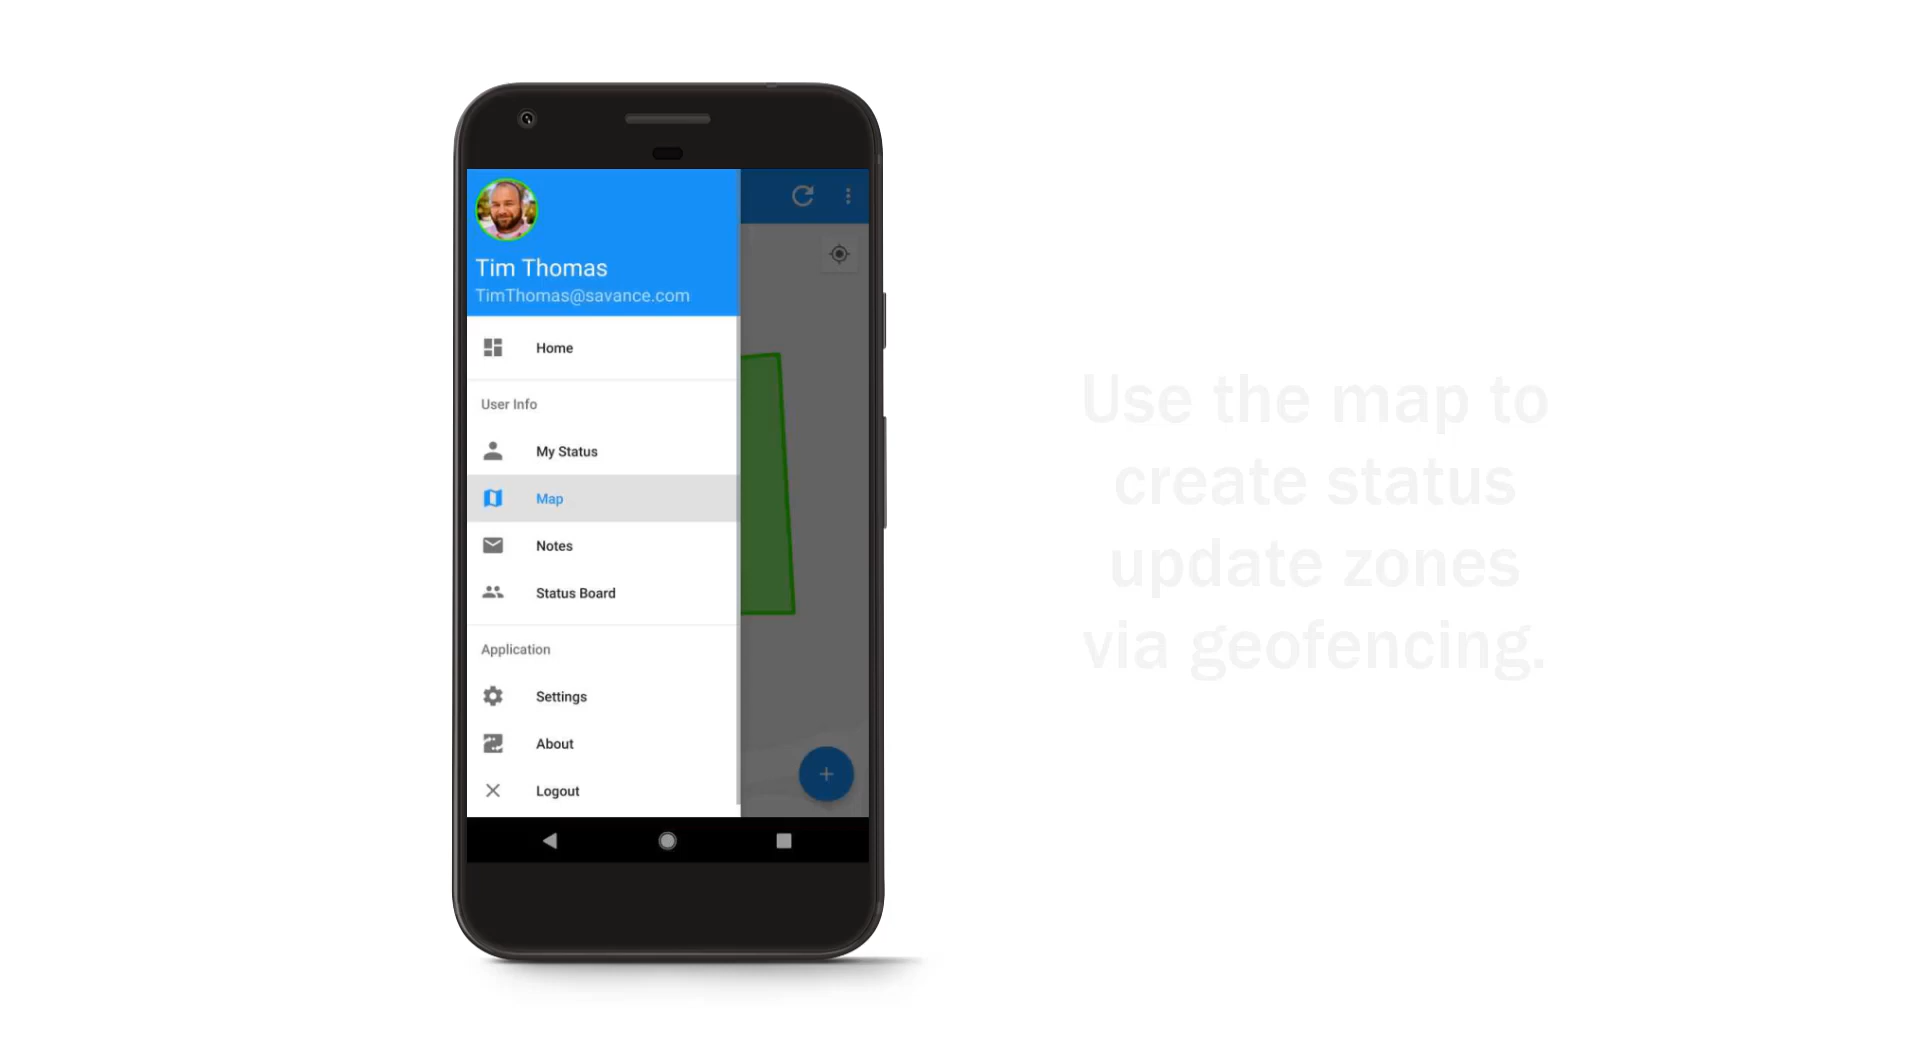 Tim Thomas
TimThomas@savance.com
Home
User Info
My Status
Map
Notes
Status Board
Application
Settings
About
Logout
Use the map to
create status
update zones
via geofencing.